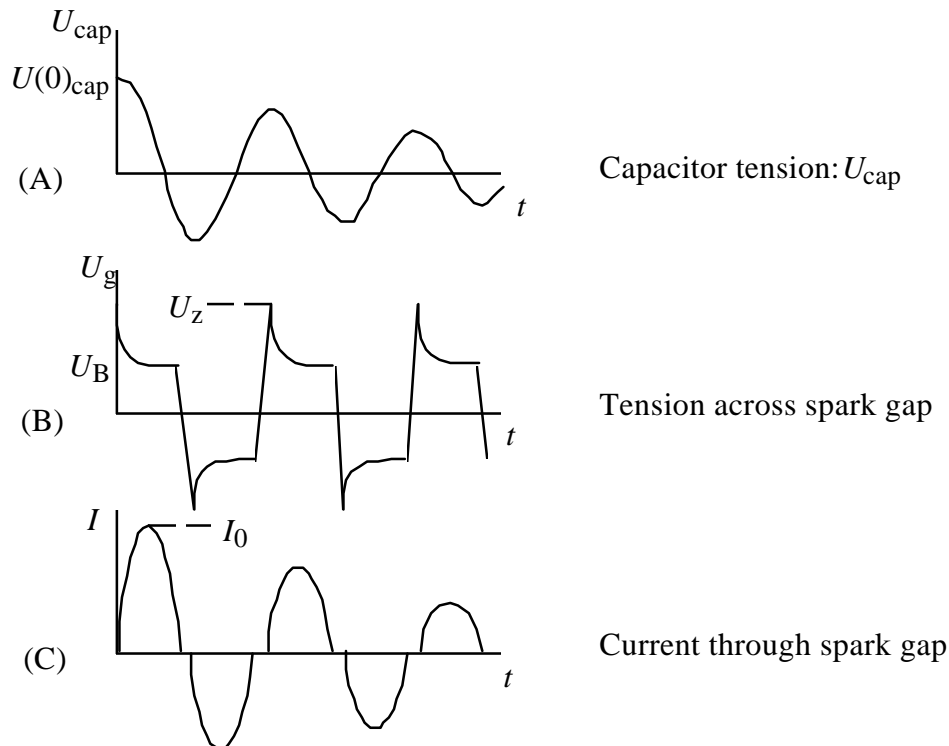 U_cap
U(0)_cap
(A)
t
Capacitor tension: U_cap
U_g
U_z
U_B
(B)
t
Tension across spark gap
I
I_0
(C)
t
Current through spark gap